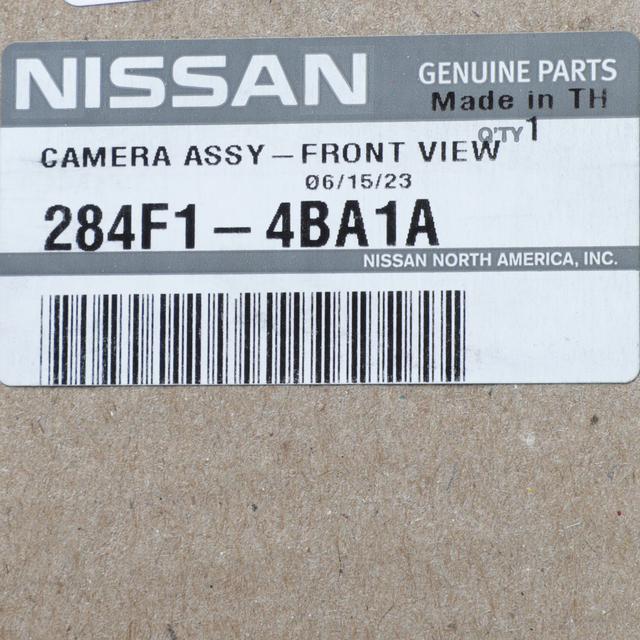 NISSAN
GENUINE PARTS
Made in TH
Q'TY 1
CAMERA ASSY-FRONT VIEW
06/15/23
284F1-4BA1A
NISSAN NORTH AMERICA, INC.